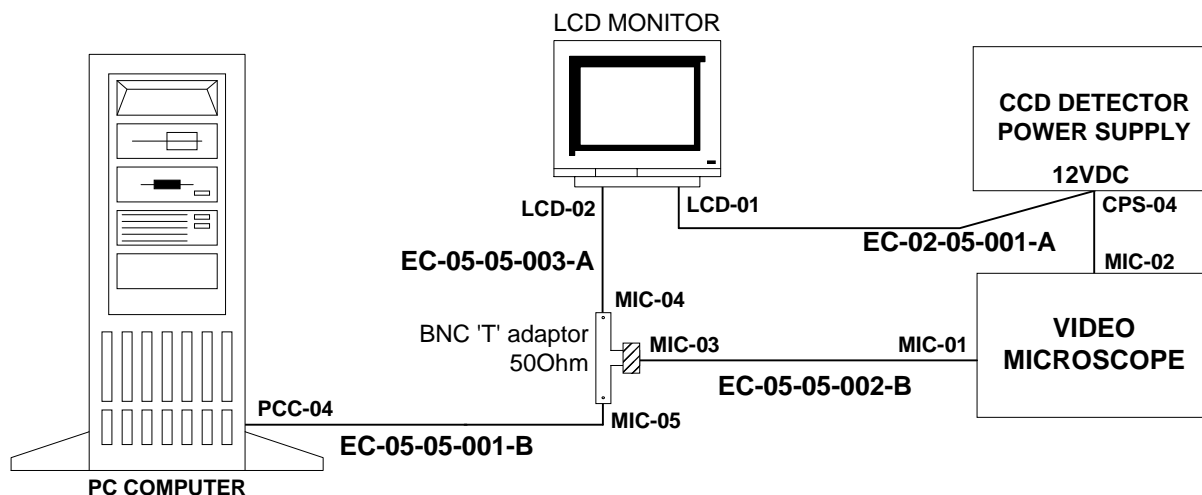 LCD MONITOR
CCD DETECTOR
POWER SUPPLY
12VDC
LCD-02
LCD-01
CPS-04
EC-02-05-001-A
EC-05-05-003-A
MIC-02
MIC-04
BNC 'T' adaptor
50Ohm
MIC-03
MIC-01
VIDEO
MICROSCOPE
EC-05-05-002-B
PCC-04
MIC-05
EC-05-05-001-B
PC COMPUTER